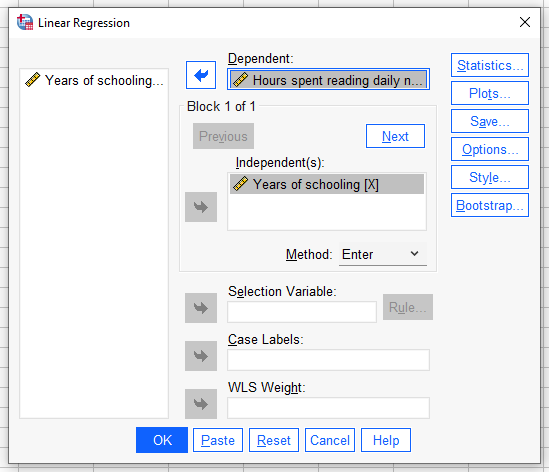 Linear Regression
Years of schooling...
Dependent:
Hours spent reading daily n...
Block 1 of 1
Previous
Next
Independent(s):
Years of schooling [X]
Method:
Enter
Selection Variable:
Rule...
Case Labels:
WLS Weight:
Statistics...
Plots...
Save...
Options...
Style...
Bootstrap...
OK
Paste
Reset
Cancel
Help